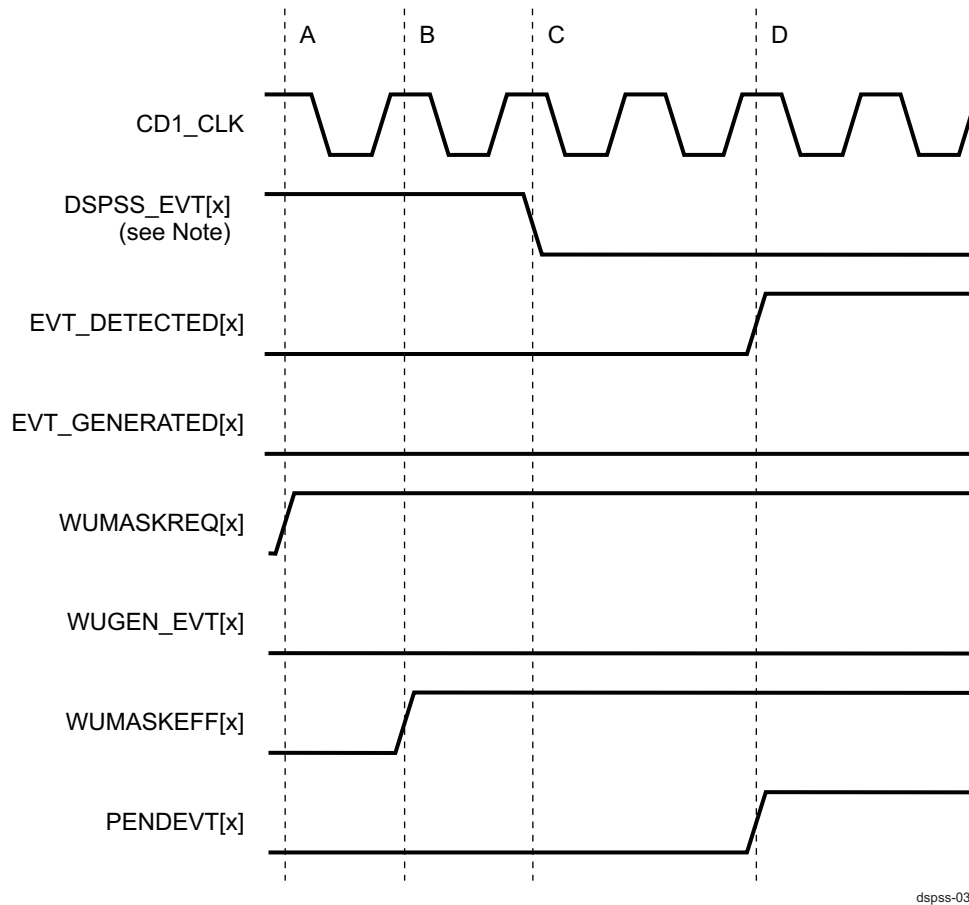 A B C D
CD1_CLK
DSPSS_EVT[x]
(see Note)
EVT_DETECTED[x]
EVT_GENERATED[x]
WUMASKREQ[x]
WUGEN_EVT[x]
WUMASKEFF[x]
PENDEVT[x]
dspss-03